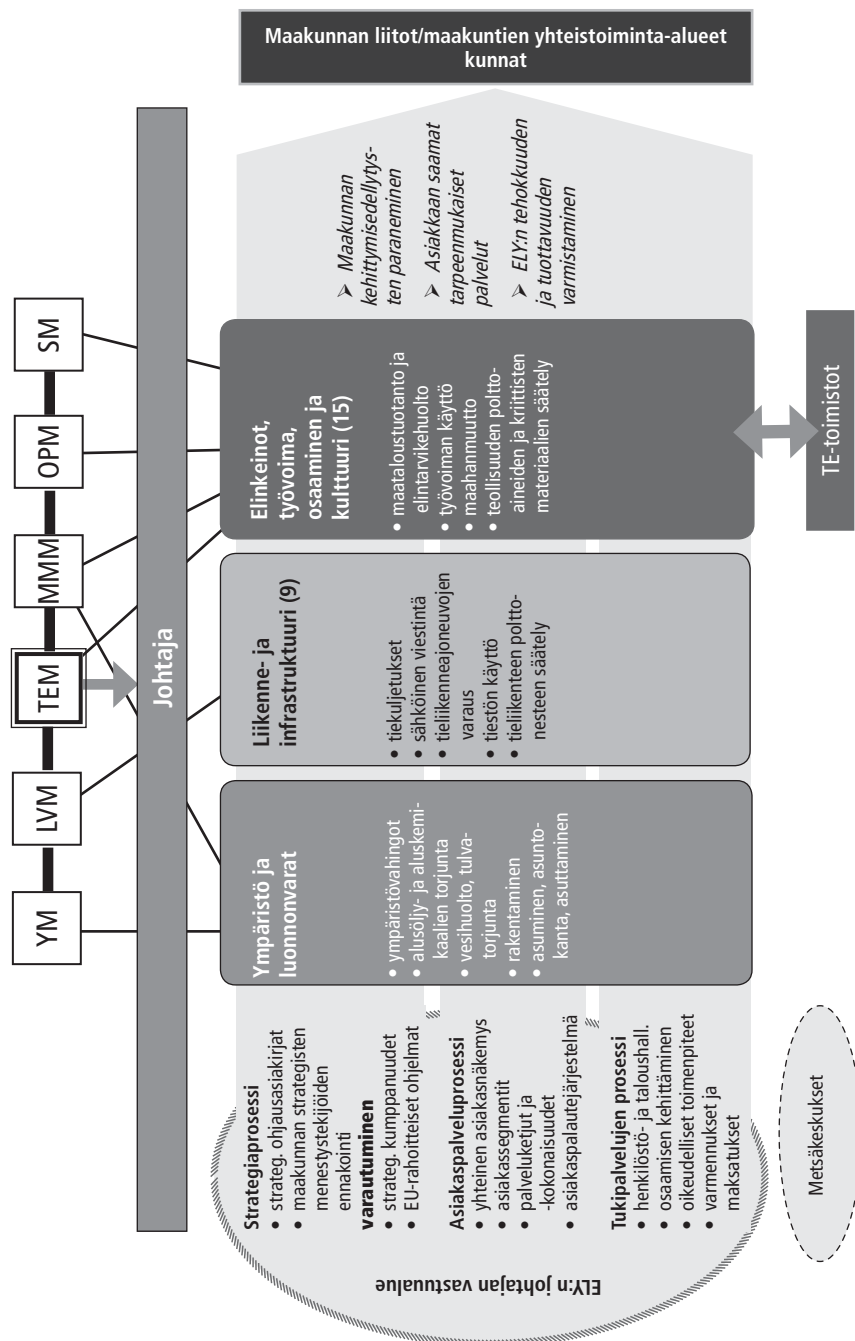 YM
LVM
TEM
MMM
OPM
SM
Johtaja
Maakunnan liitot/maakuntien yhteistoiminta-alueet
kunnat
ELY:n johtajan vastuualue
Strategiaprosessi
• strateg. ohjausasiakirjat
• maakunnan strategisten
menestystekijöiden
ennakointi
varautuminen
• strateg. kumppanuudet
• EU-rahoitteiset ohjelmat
Asiakaspalveluprosessi
• yhteinen asiakasnäkemys
• asiakassegmentit
• palveluketjut ja
-kokonaisuudet
• asiakaspalautejärjestelmä
Tukipalvelujen prosessi
• henkilöstö- ja taloushall.
• osaamisen kehittäminen
• oikeudelliset toimenpiteet
• varmennukset ja
maksatukset
Ympäristö ja
luonnonvarat
• ympäristövahingot
• alusöljy- ja aluskemi-
kaalien torjunta
• vesihuolto, tulva-
torjunta
• rakentaminen
• asuminen, asunto-
kanta, asuttaminen
Liikenne- ja
infrastruktuuri (9)
• tiekuljetukset
• sähköinen viestintä
• tieliikenneajoneuvojen
varaus
• tiestön käyttö
• tieliikenteen poltto-
nesteen säätely
Elinkeinot,
työvoima,
osaaminen ja
kulttuuri (15)
• maataloustuotanto ja
elintarvikehuolto
• työvoiman käyttö
• maahanmuutto
• teollisuuden poltto-
aineiden ja kriittisten
materiaalien säätely
➢ Maakunnan
kehittymisedellytys-
ten paraneminen
➢ Asiakkaan saamat
tarpeenmukaiset
palvelut
➢ ELY:n tehokkuuden
ja tuottavuuden
varmistaminen
Metsäkeskukset
TE-toimistot